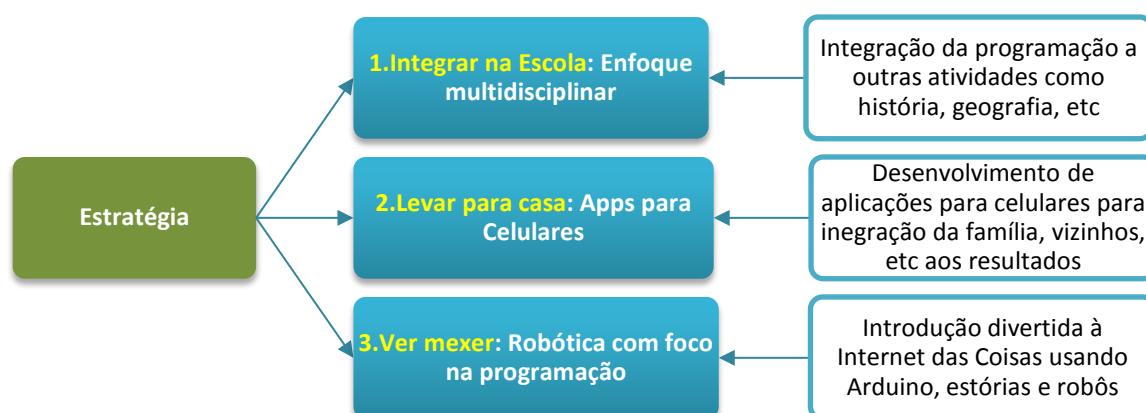 Estratégia
1.Integrar na Escola: Enfoque
multidisciplinar
Integração da programação a
outras atividades como
história, geografia, etc
2.Levar para casa: Apps para
Celulares
Desenvolvimento de
aplicações para celulares para
inegração da família, vizinhos,
etc aos resultados
3.Ver mexer: Robótica com foco
na programação
Introdução divertida à
Internet das Coisas usando
Arduino, estórias e robôs